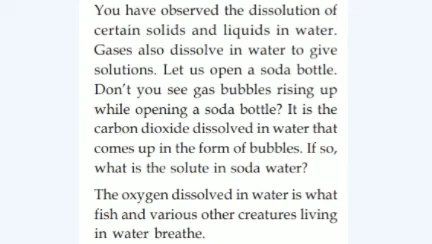 You have observed the dissolution of
certain solids and liquids in water.
Gases also dissolve in water to give
solutions. Let us open a soda bottle.
Don't you see gas bubbles rising up
while opening a soda bottle? It is the
carbon dioxide dissolved in water that
comes up in the form of bubbles. If so,
what is the solute in soda water?
The oxygen dissolved in water is what
fish and various other creatures living
in water breathe.